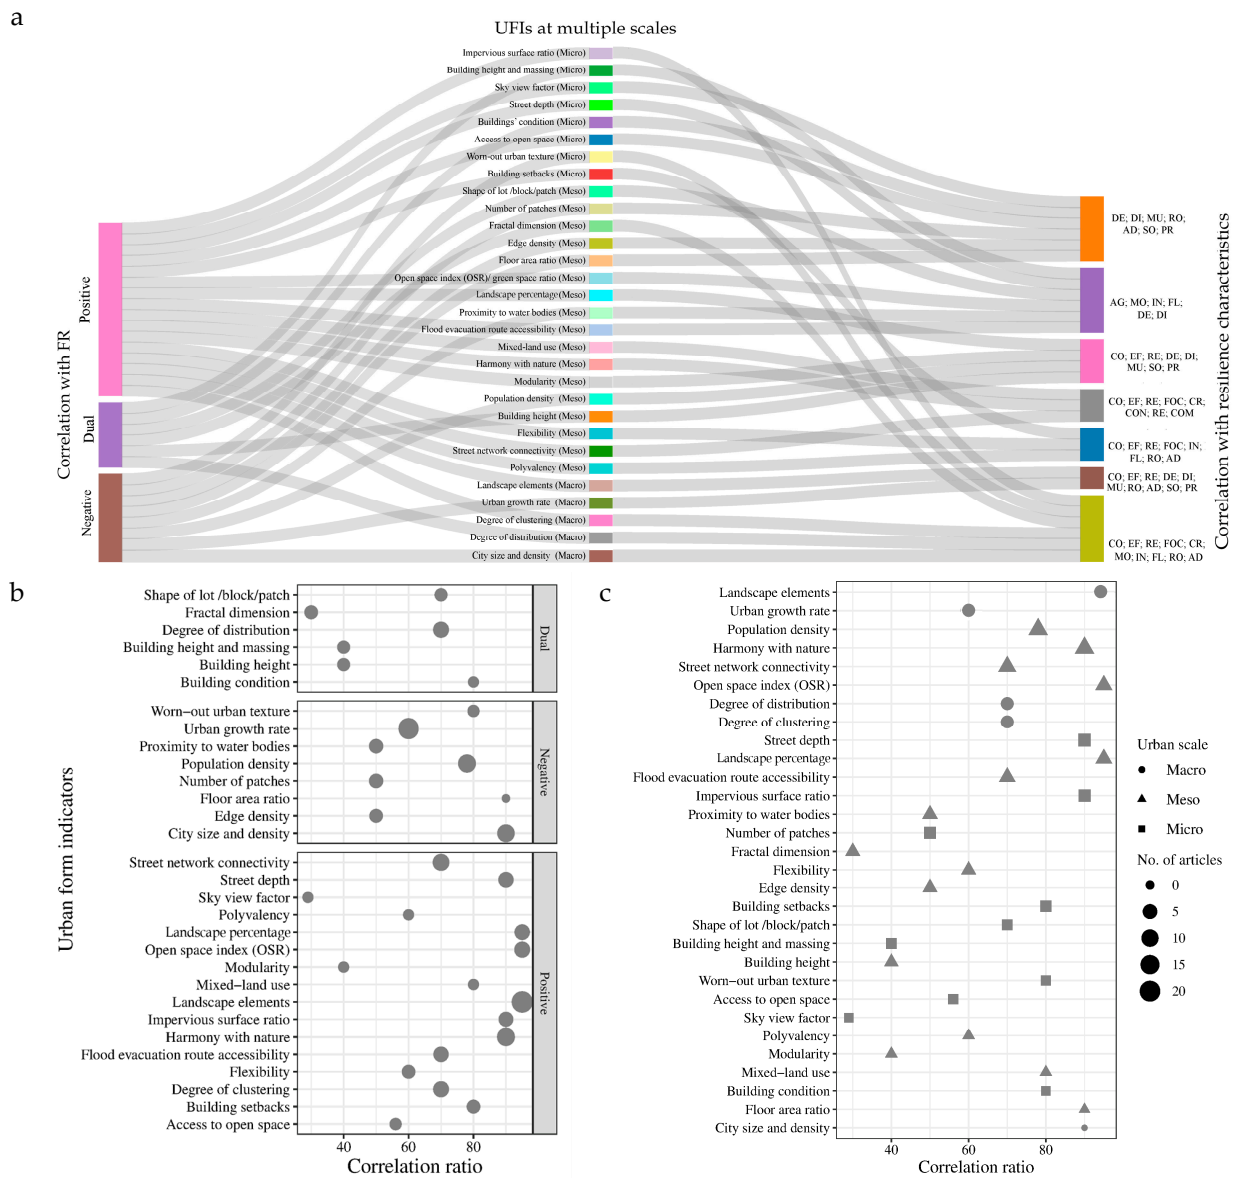 a
UFIs at multiple scales
Impervious surface ratio (Micro)
Building height and massing (Micro)
Sky view factor (Micro)
Street depth (Micro)
Buildings' condition (Micro)
Access to open space (Micro)
Worn-out urban texture (Micro)
Building setbacks (Micro)
Shape of lot /block/patch (Meso)
Number of patches (Meso)
Fractal dimension (Meso)
Edge density (Meso)
Floor area ratio (Meso)
Open space index (OSR)/ green space ratio (Meso)
Landscape percentage(Meso)
Proximity to water bodies (Meso)
Flood evacuation route accessibility (Meso)
Mixed-land use (Meso)
Harmony with nature (Meso)
Modularity (Meso)
Population density (Meso)
Building height (Meso)
Flexibility (Meso)
Street network connectivity (Meso)
Polyvalency (Meso)
Landscape elements (Macro)
Urban growth rate (Macro)
Degree of clustering (Macro)
Degree of distribution (Macro)
City size and density (Macro)
Correlation with FR
Positive
Dual
Negative
DE; DI; MU; RO;
AD; SO; PR
AG; MO; IN; FL;
DE; DI
CO; EF; RE; DE; DI;
MU; SO; PR
CO; EF; RE; FOC; CR;
CON; RE; COM
CO; EF; RE; FOC; IN;
FL; RO; AD
CO; EF; RE; DE; DI;
MU; RO; AD; SO; PR
CO; EF; RE; FOC; CR;
MO; IN; FL; RO; AD
Correlation with resilience characteristics
b
Urban form indicators
Shape of lot /block/patch
Fractal dimension
Degree of distribution
Building height and massing
Building height
Building condition
Dual
Worn−out urban texture
Urban growth rate
Proximity to water bodies
Population density
Number of patches
Floor area ratio
Edge density
City size and density
Negative
Street network connectivity
Street depth
Sky view factor
Polyvalency
Landscape percentage
Open space index (OSR)
Modularity
Mixed−land use
Landscape elements
Impervious surface ratio
Harmony with nature
Flood evacuation route accessibility
Flexibility
Degree of clustering
Building setbacks
Access to open space
Positive
40 60 80
Correlation ratio
c
Landscape elements
Urban growth rate
Population density
Harmony with nature
Street network connectivity
Open space index (OSR)
Degree of distribution
Degree of clustering
Street depth
Landscape percentage
Flood evacuation route accessibility
Impervious surface ratio
Proximity to water bodies
Number of patches
Fractal dimension
Flexibility
Edge density
Building setbacks
Shape of lot /block/patch
Building height and massing
Building height
Worn−out urban texture
Access to open space
Sky view factor
Polyvalency
Modularity
Mixed−land use
Building condition
Floor area ratio
City size and density
40 60 80
Correlation ratio
Urban scale
Macro
Meso
Micro
No. of articles
0
5
10
15
20